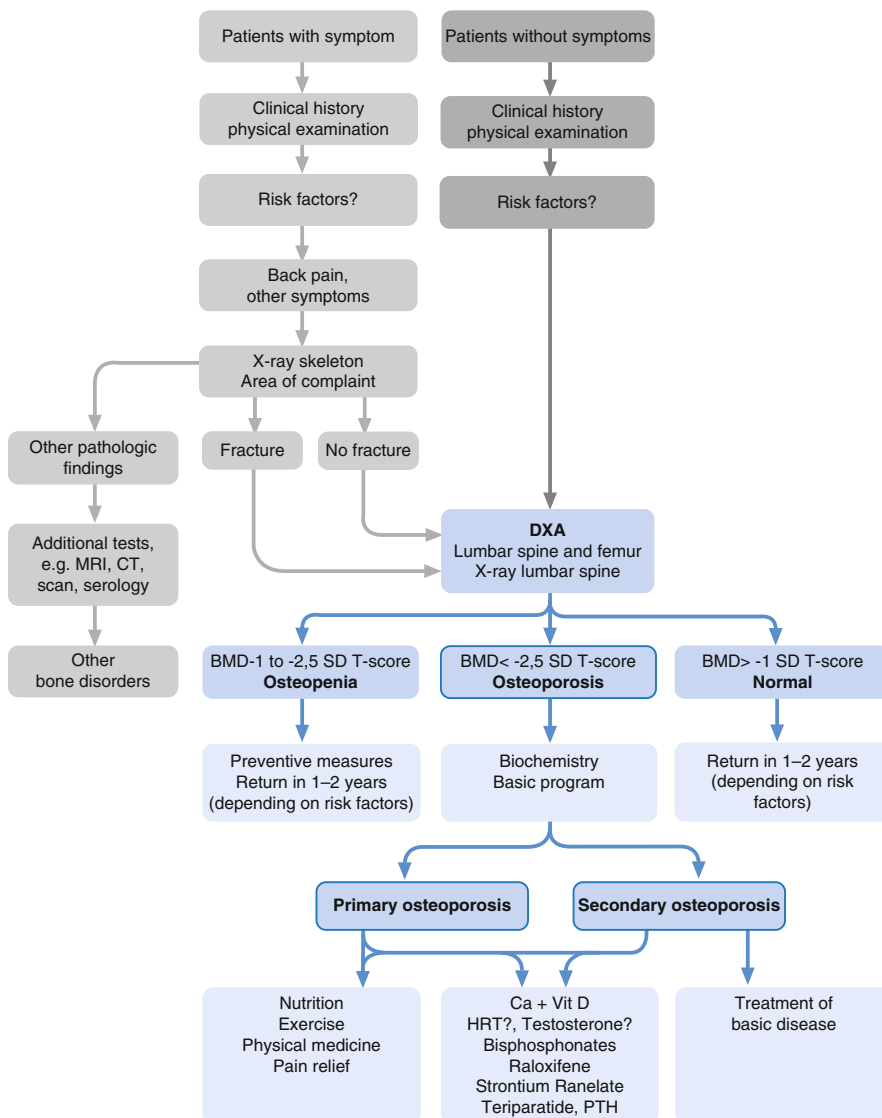 Patients with symptom
Patients without symptoms
Clinical history
physical examination
Clinical history
physical examination
Risk factors?
Risk factors?
Back pain,
other symptoms
X-ray skeleton
Area of complaint
Other pathologic
findings
Fracture
No fracture
Additional tests,
e.g. MRI, CT,
scan, serology
DXA
Lumbar spine and femur
X-ray lumbar spine
Other
bone disorders
BMD-1 to -2,5 SD T-score
Osteopenia
BMD< -2,5 SD T-score
Osteoporosis
BMD> -1 SD T-score
Normal
Preventive measures
Return in 1–2 years
(depending on risk factors)
Biochemistry
Basic program
Return in 1–2 years
(depending on risk
factors)
Primary osteoporosis
Secondary osteoporosis
Nutrition
Exercise
Physical medicine
Pain relief
Ca + Vit D
HRT?, Testosterone?
Bisphosphonates
Raloxifene
Strontium Ranelate
Teriparatide, PTH
Treatment of
basic disease